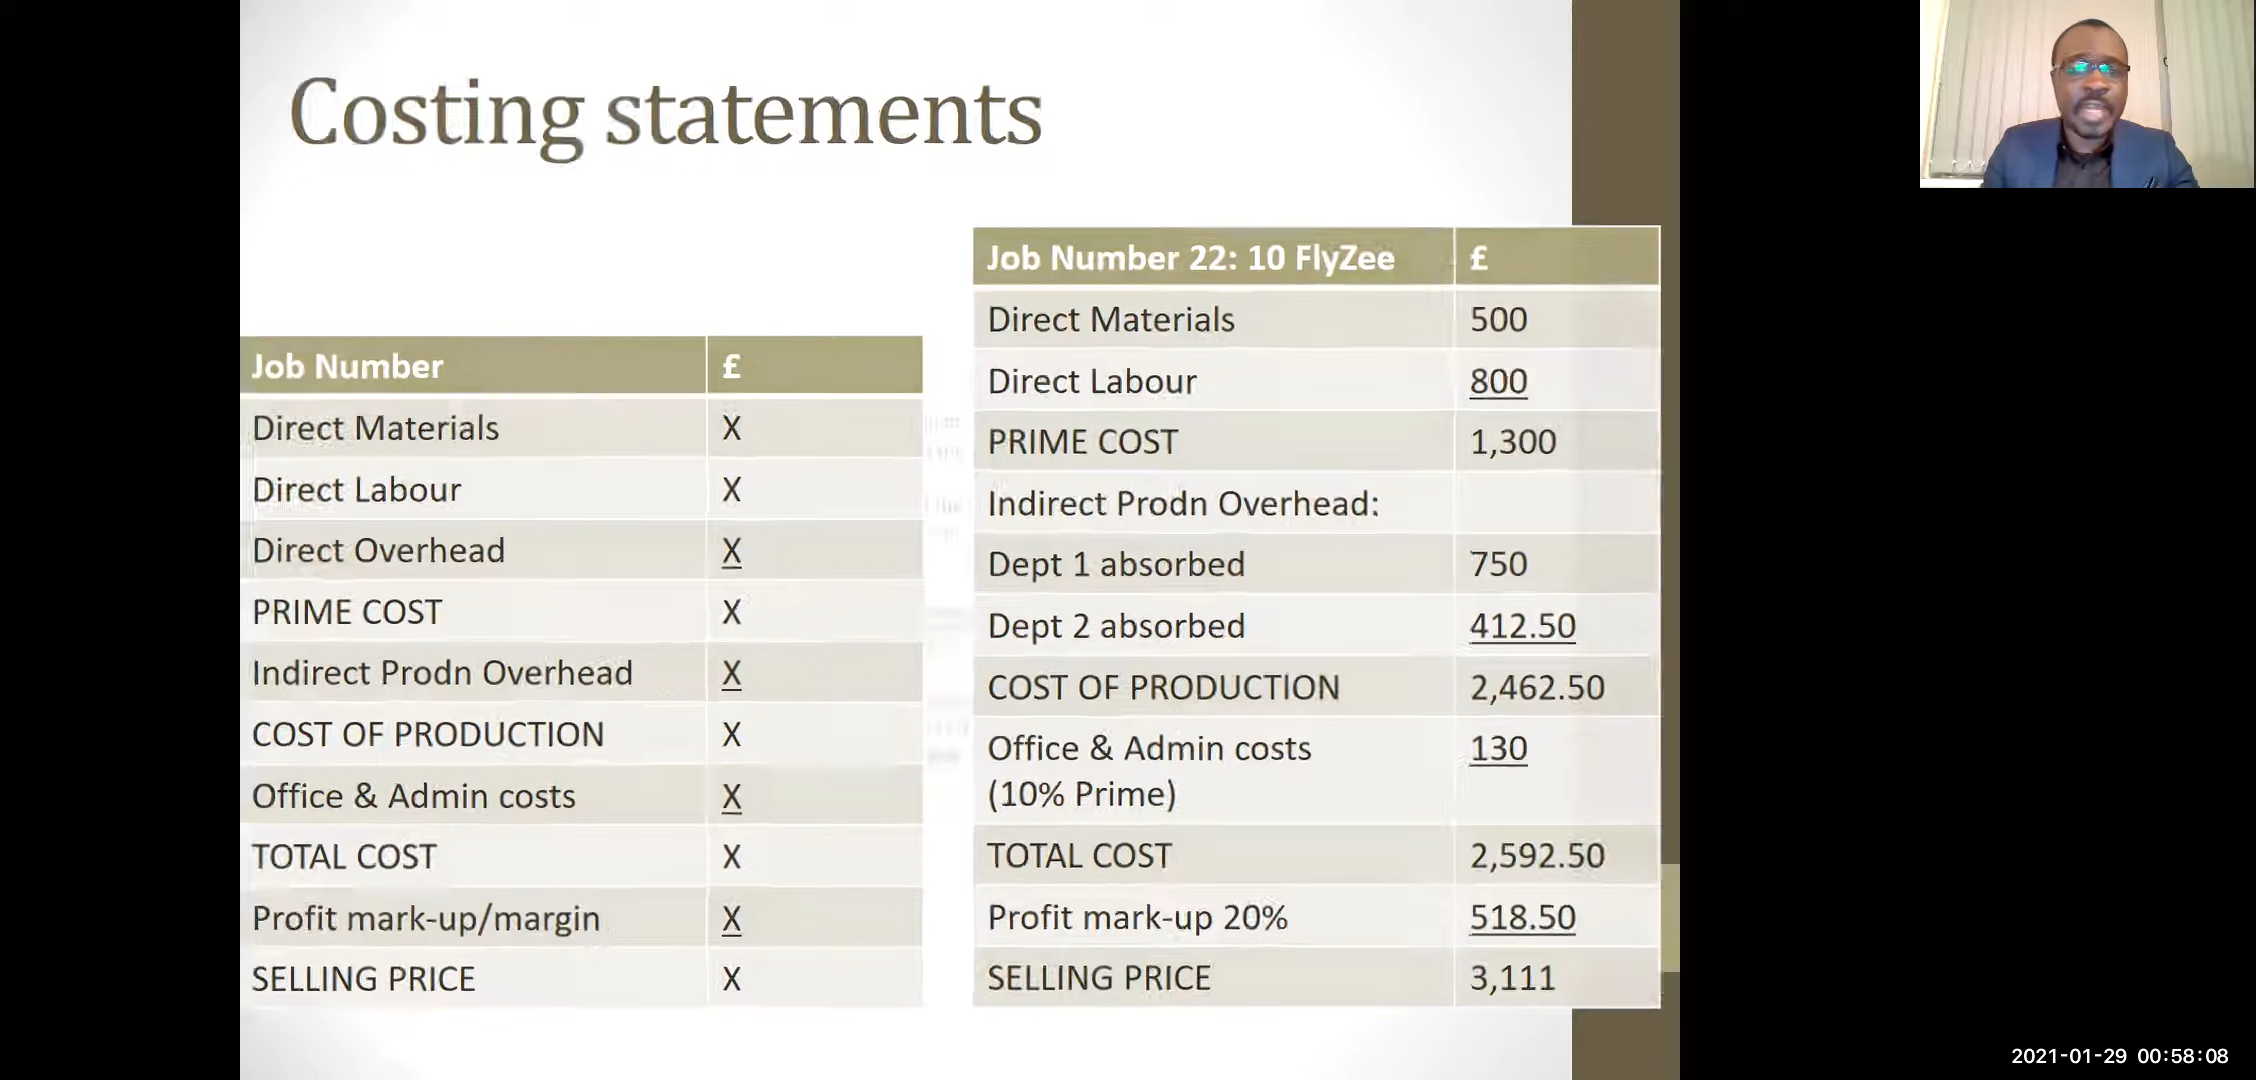 Costing statements
Job Number £
Direct Materials X
Direct Labour X
Direct Overhead X
PRIME COST X
Indirect Prodn Overhead X
COST OF PRODUCTION X
Office & Admin costs X
TOTAL COST X
Profit mark-up/margin X
SELLING PRICE X
Job Number 22: 10 FlyZee £
Direct Materials 500
Direct Labour 800
PRIME COST 1,300
Indirect Prodn Overhead:
Dept 1 absorbed 750
Dept 2 absorbed 412.50
COST OF PRODUCTION 2,462.50
Office & Admin costs 130
(10% Prime)
TOTAL COST 2,592.50
Profit mark-up 20% 518.50
SELLING PRICE 3,111
2021-01-29 00:58:08